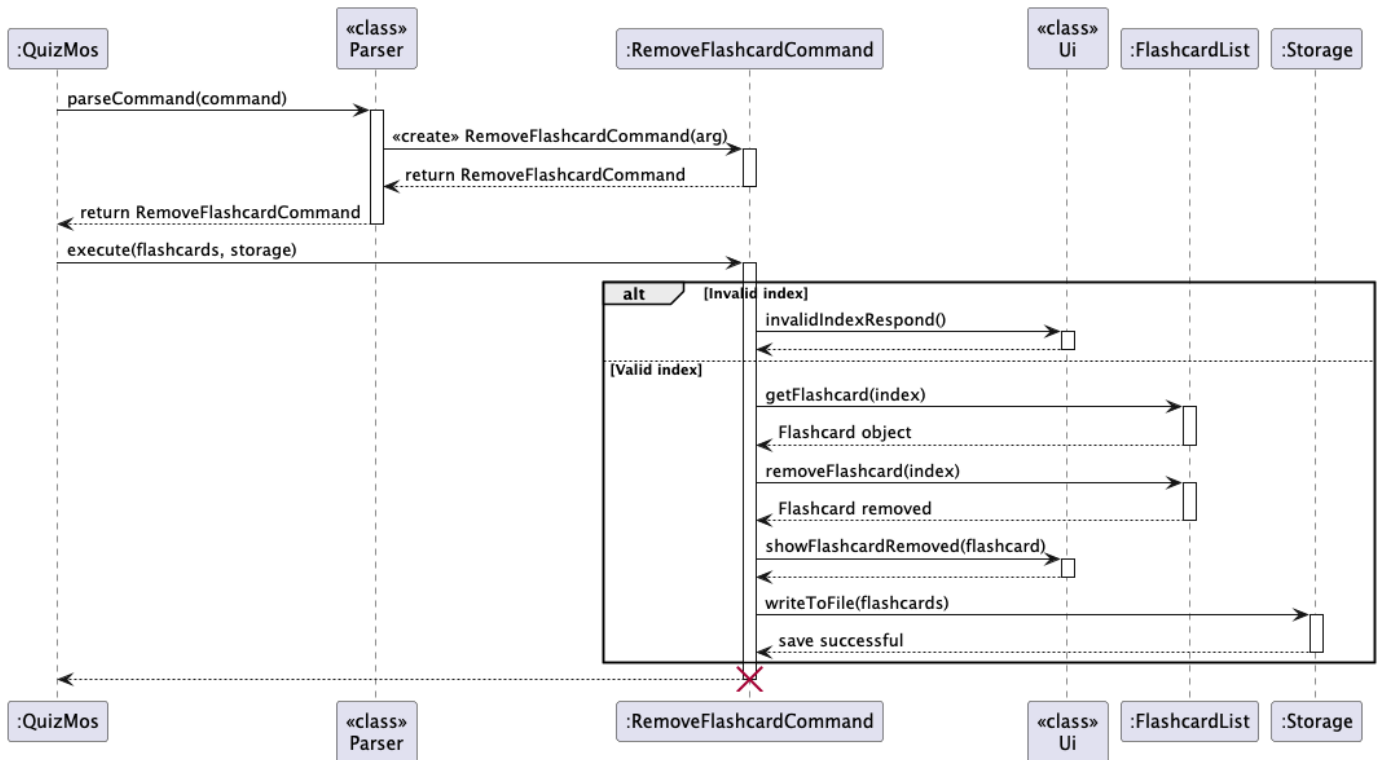 :QuizMos
«class»
Parser
:RemoveFlashcardCommand
«class»
Ui
:FlashcardList
:Storage
parseCommand(command)
«create» RemoveFlashcardCommand(arg)
return RemoveFlashcardCommand
return RemoveFlashcardCommand
execute(flashcards, storage)
alt
[Invalid index]
invalidIndexRespond()
[Valid index]
getFlashcard(index)
Flashcard object
removeFlashcard(index)
Flashcard removed
showFlashcardRemoved(flashcard)
writeToFile(flashcards)
save successful
:QuizMos
«class»
Parser
:RemoveFlashcardCommand
«class»
Ui
:FlashcardList
:Storage